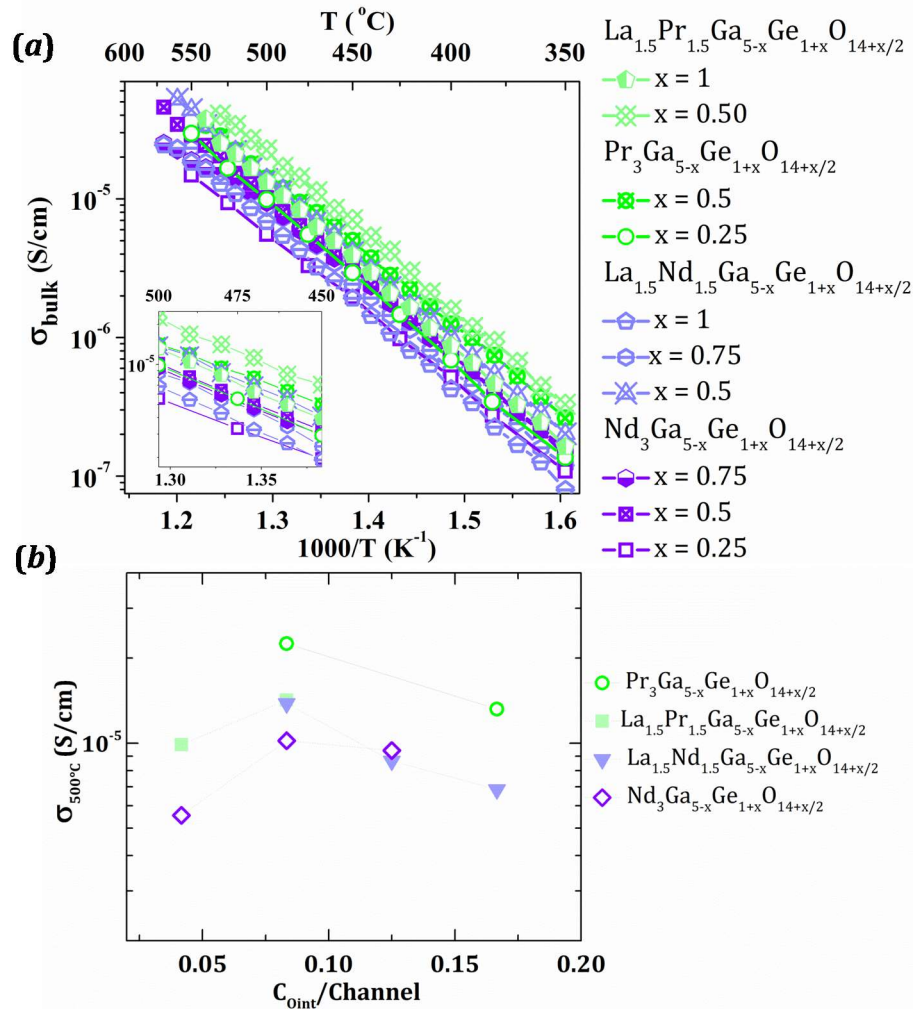 (a)
T (°C)
600 550 500 450 400 350
σbulk (S/cm)
10⁻⁵
10⁻⁶
10⁻⁷
500 475 450
10⁻⁵
1.30 1.35
1.2 1.3 1.4 1.5 1.6
1000/T (K⁻¹)
La₁.₅Pr₁.₅Ga₅₋ₓGe₁₊ₓO₁₄₊ₓ/₂
x = 1
x = 0.50
Pr₃Ga₅₋ₓGe₁₊ₓO₁₄₊ₓ/₂
x = 0.5
x = 0.25
La₁.₅Nd₁.₅Ga₅₋ₓGe₁₊ₓO₁₄₊ₓ/₂
x = 1
x = 0.75
x = 0.5
Nd₃Ga₅₋ₓGe₁₊ₓO₁₄₊ₓ/₂
x = 0.75
x = 0.5
x = 0.25
(b)
σ500°C (S/cm)
10⁻⁵
0.05 0.10 0.15 0.20
COint/Channel
Pr₃Ga₅₋ₓGe₁₊ₓO₁₄₊ₓ/₂
La₁.₅Pr₁.₅Ga₅₋ₓGe₁₊ₓO₁₄₊ₓ/₂
La₁.₅Nd₁.₅Ga₅₋ₓGe₁₊ₓO₁₄₊ₓ/₂
Nd₃Ga₅₋ₓGe₁₊ₓO₁₄₊ₓ/₂